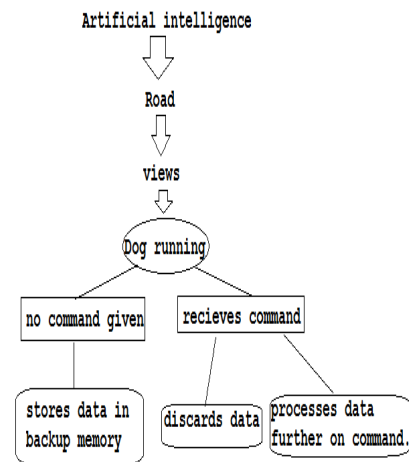 Artificial intelligence
Road
views
Dog running
no command given
recieves command
stores data in
backup memory
discards data
processes data
further on command.